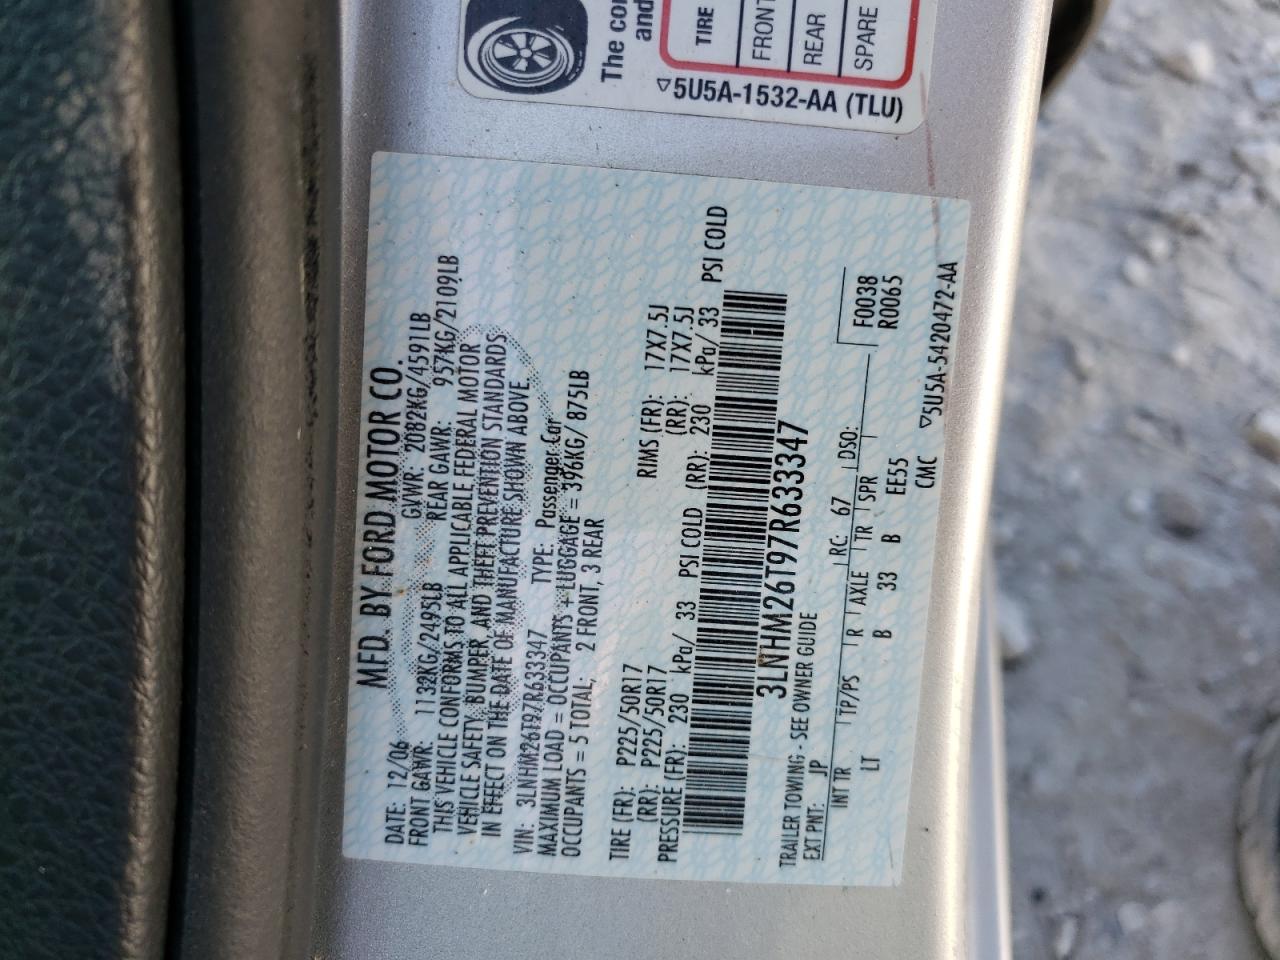 MFD. BY FORD MOTOR CO.
DATE: 12/06 GVWR: 2082KG/4591LB
FRONT GAWR: 1132KG/2495LB REAR GAWR: 957KG/2109LB
THIS VEHICLE CONFORMS TO ALL APPLICABLE FEDERAL MOTOR
VEHICLE SAFETY, BUMPER, AND THEFT PREVENTION STANDARDS
IN EFFECT ON THE DATE OF MANUFACTURE SHOWN ABOVE.
VIN: 3LNHM26T97R633347 TYPE: Passenger Car
MAXIMUM LOAD = OCCUPANTS + LUGGAGE = 396KG/ 875LB
OCCUPANTS = 5 TOTAL; 2 FRONT, 3 REAR
TIRE (FR): P225/50R17 RIMS (FR): 17X7.5J
(RR): P225/50R17 (RR): 17X7.5J
PRESSURE (FR): 230 kPa/ 33 PSI COLD (RR): 230 kPa/ 33 PSI COLD
3LNHM26T97R633347
TRAILER TOWING - SEE OWNER GUIDE
EXT PNT: JP RC: 67 DSO: F0038
R0065
INT TR TP/PS R AXLE TR SPR
LT B 33 B EE55
CMC ▽5U5A-5420472-AA
The co
and
TIRE
FRONT
REAR
SPARE
▽5U5A-1532-AA (TLU)